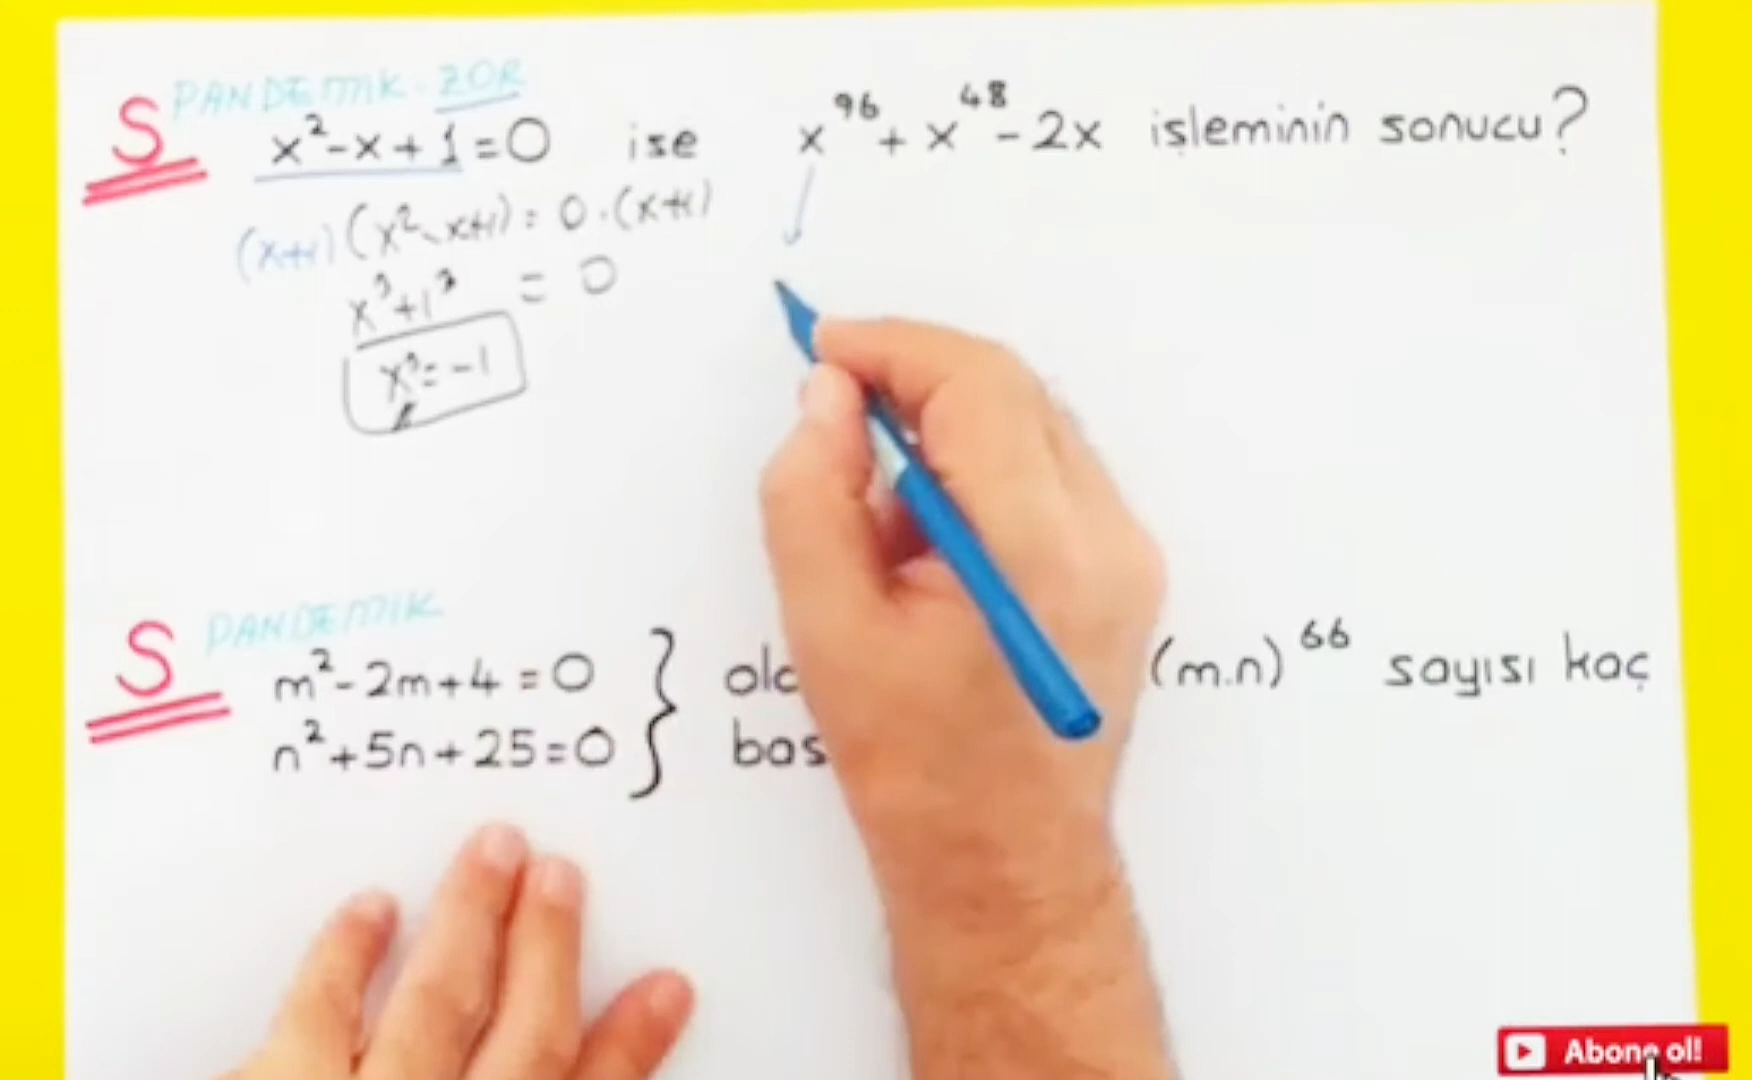 PANDEMİK-ZOR
S x²-x+1=0 ise x⁹⁶+x⁴⁸-2x işleminin sonucu?
(x+1)(x²-x+1)=0.(x+1)
x³+1³=0
x³=-1
PANDEMİK
S m²-2m+4=0 (m.n)⁶⁶ sayısı kaç
n²+5n+25=0
Abone ol!